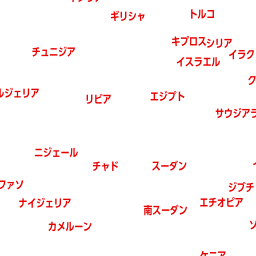 ギリシャ
トルコ
キプロス
シリア
チュニジア
イラク
イスラエル
ルジェリア
リビア
エジプト
サウジアラ
ニジェール
チャド
スーダン
ファソ
ジブチ
ナイジェリア
エチオピア
南スーダン
カメルーン
ケニア